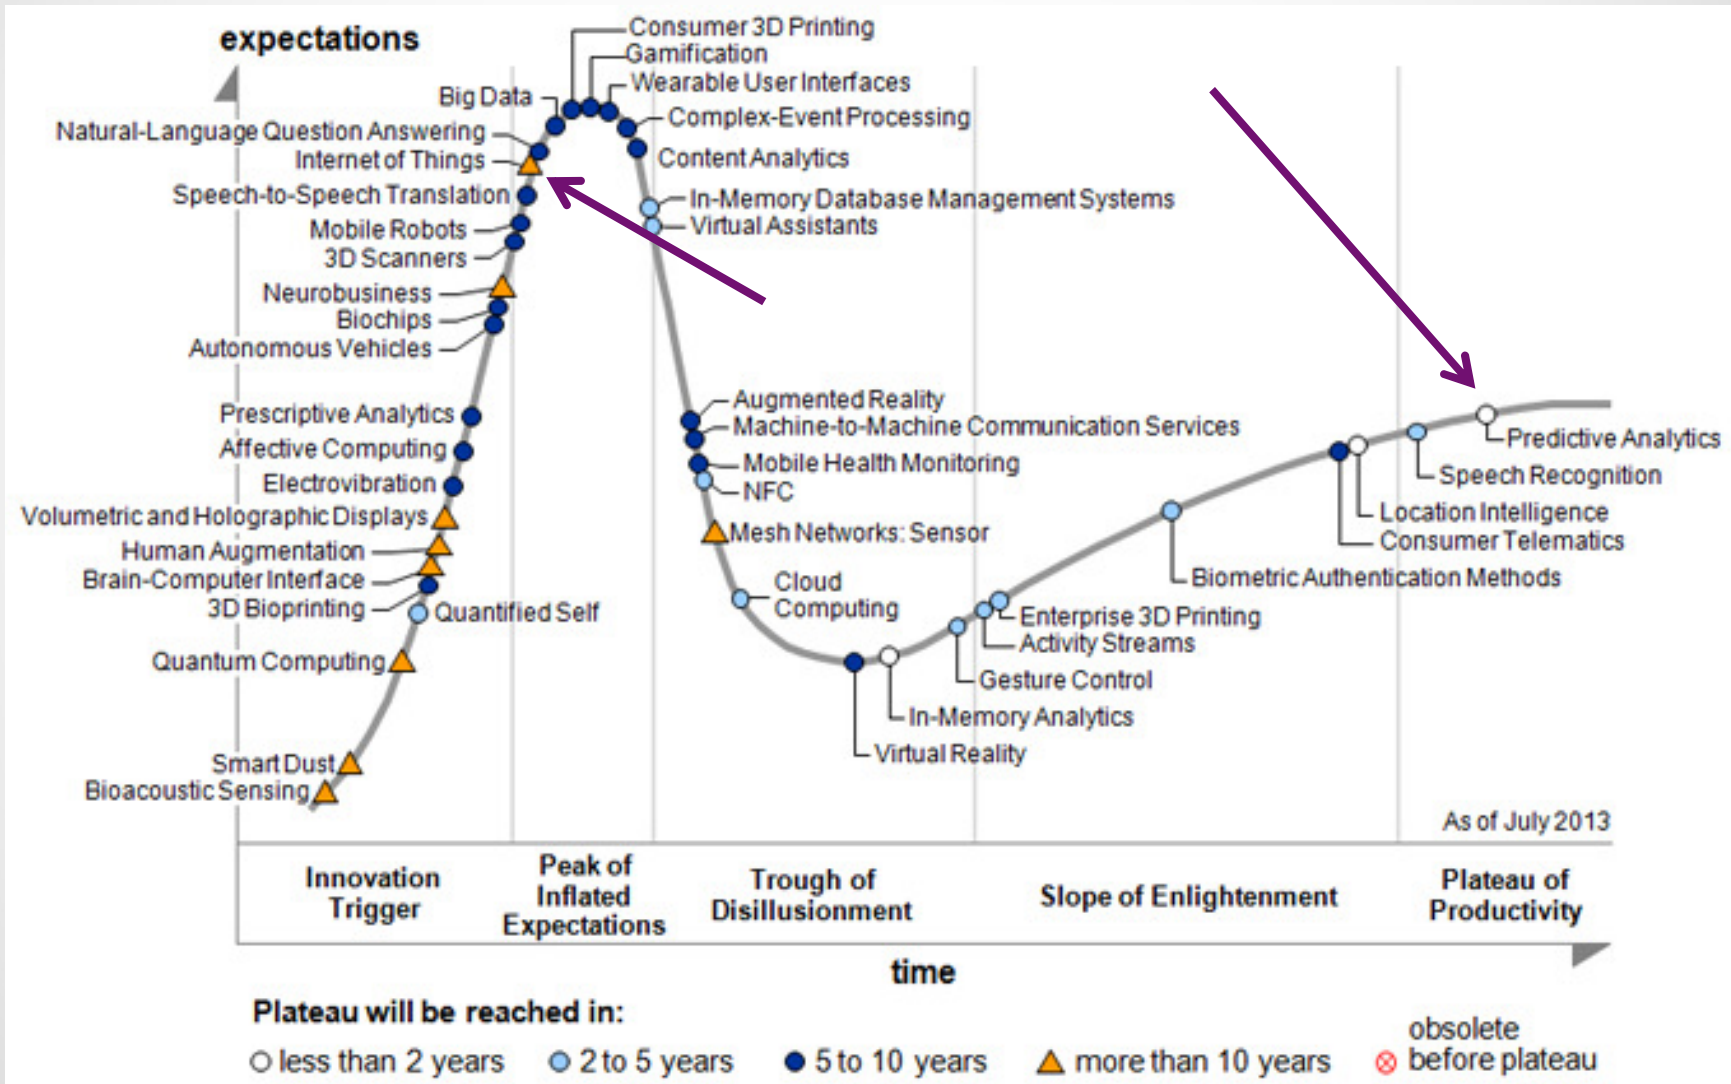 expectations
Consumer 3D Printing
Gamification
Wearable User Interfaces
Big Data
Complex-Event Processing
Natural-Language Question Answering
Internet of Things
Content Analytics
Speech-to-Speech Translation
In-Memory Database Management Systems
Mobile Robots
Virtual Assistants
3D Scanners
Neurobusiness
Biochips
Autonomous Vehicles
Prescriptive Analytics
Affective Computing
Electrovibration
Volumetric and Holographic Displays
Human Augmentation
Brain-Computer Interface
3D Bioprinting
Quantified Self
Quantum Computing
Smart Dust
Bioacoustic Sensing
Augmented Reality
Machine-to-Machine Communication Services
Mobile Health Monitoring
NFC
Mesh Networks: Sensor
Cloud
Computing
Enterprise 3D Printing
Activity Streams
Gesture Control
In-Memory Analytics
Virtual Reality
Predictive Analytics
Speech Recognition
Location Intelligence
Consumer Telematics
Biometric Authentication Methods
As of July 2013
Innovation
Trigger
Peak of
Inflated
Expectations
Trough of
Disillusionment
Slope of Enlightenment
Plateau of
Productivity
time
Plateau will be reached in:
less than 2 years
2 to 5 years
5 to 10 years
more than 10 years
obsolete
before plateau